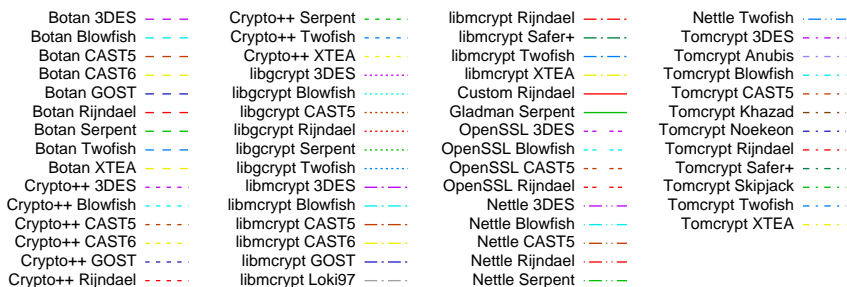 Botan 3DES
Botan Blowfish
Botan CAST5
Botan CAST6
Botan GOST
Botan Rijndael
Botan Serpent
Botan Twofish
Botan XTEA
Crypto++ 3DES
Crypto++ Blowfish
Crypto++ CAST5
Crypto++ CAST6
Crypto++ GOST
Crypto++ Rijndael
Crypto++ Serpent
Crypto++ Twofish
Crypto++ XTEA
libgcrypt 3DES
libgcrypt Blowfish
libgcrypt CAST5
libgcrypt Rijndael
libgcrypt Serpent
libgcrypt Twofish
libmcrypt 3DES
libmcrypt Blowfish
libmcrypt CAST5
libmcrypt CAST6
libmcrypt GOST
libmcrypt Loki97
libmcrypt Rijndael
libmcrypt Safer+
libmcrypt Twofish
libmcrypt XTEA
Custom Rijndael
Gladman Serpent
OpenSSL 3DES
OpenSSL Blowfish
OpenSSL CAST5
OpenSSL Rijndael
Nettle 3DES
Nettle Blowfish
Nettle CAST5
Nettle Rijndael
Nettle Serpent
Nettle Twofish
Tomcrypt 3DES
Tomcrypt Anubis
Tomcrypt Blowfish
Tomcrypt CAST5
Tomcrypt Khazad
Tomcrypt Noekeon
Tomcrypt Rijndael
Tomcrypt Safer+
Tomcrypt Skipjack
Tomcrypt Twofish
Tomcrypt XTEA